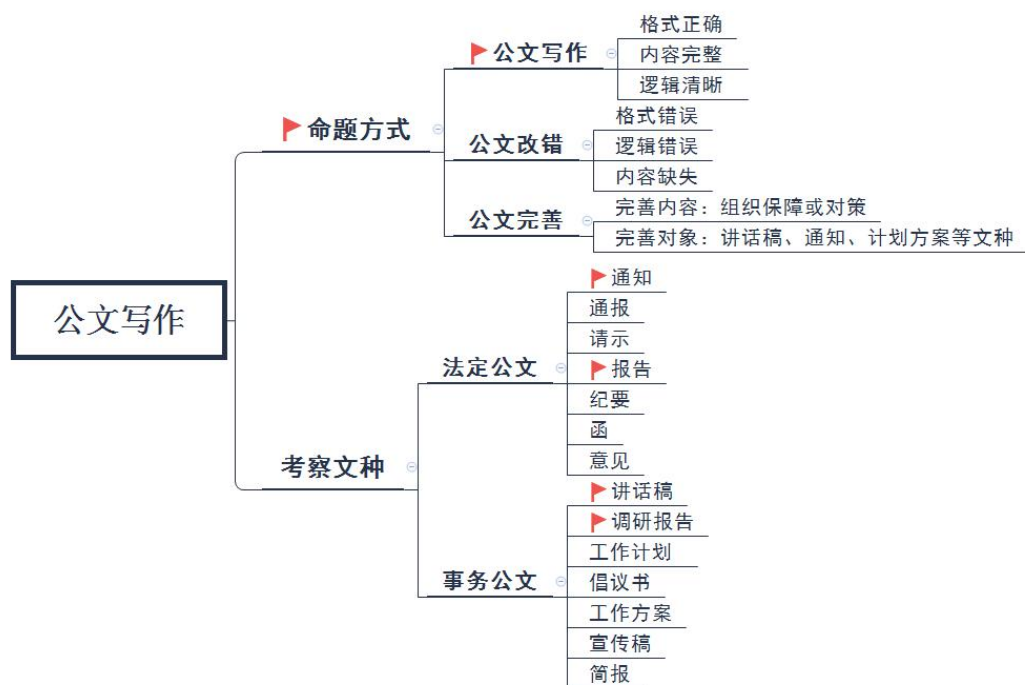 公文写作
命题方式
公文写作
格式正确
内容完整
逻辑清晰
公文改错
格式错误
逻辑错误
内容缺失
公文完善
完善内容：组织保障或对策
完善对象：讲话稿、通知、计划方案等文种
考察文种
法定公文
通知
通报
请示
报告
纪要
函
意见
事务公文
讲话稿
调研报告
工作计划
倡议书
工作方案
宣传稿
简报